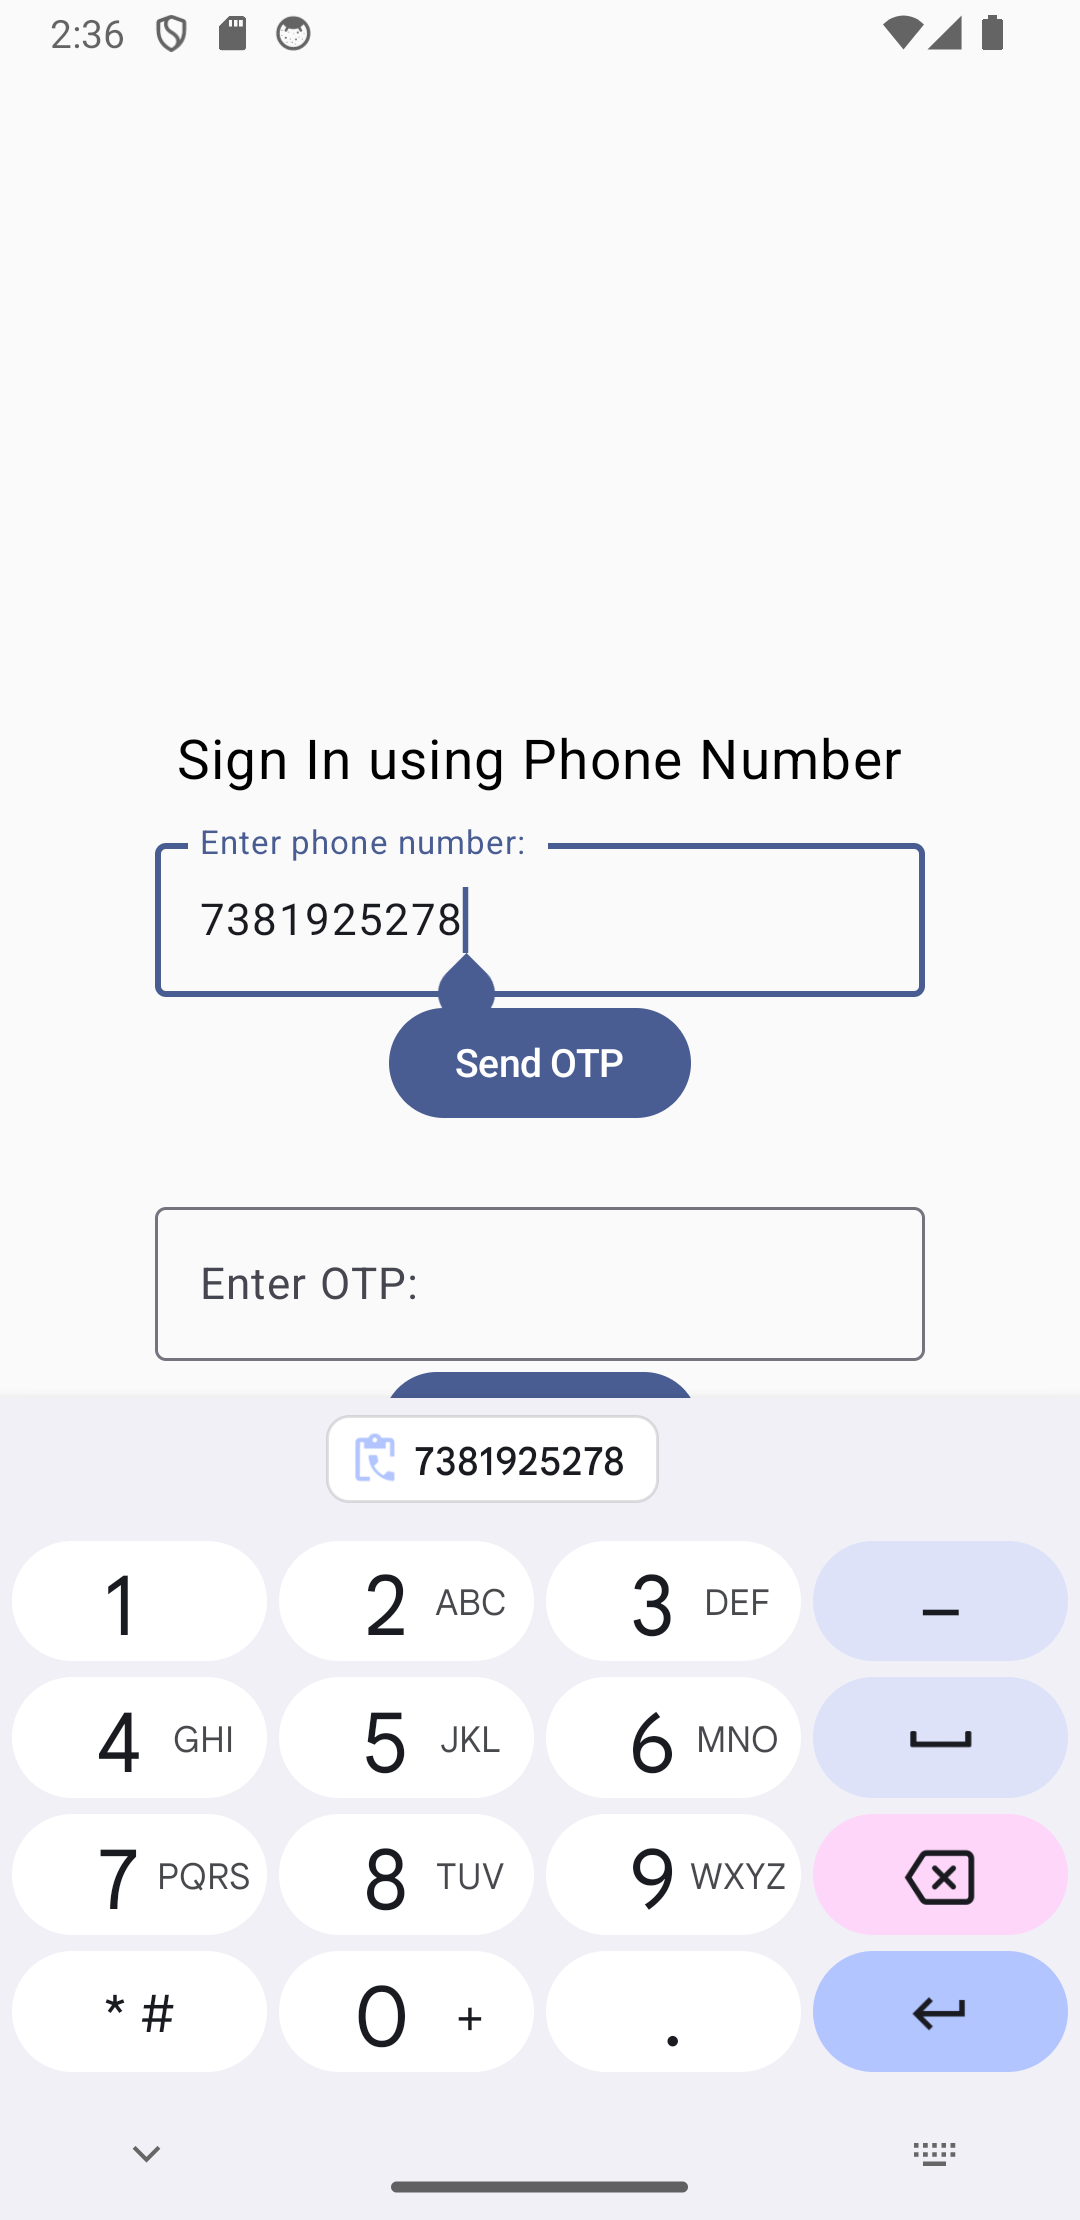 2:36
Sign In using Phone Number
Enter phone number:
7381925278
Send OTP
Enter OTP:
7381925278
1
2 ABC
3 DEF
–
4 GHI
5 JKL
6 MNO
7 PQRS
8 TUV
9 WXYZ
* #
0 +
.